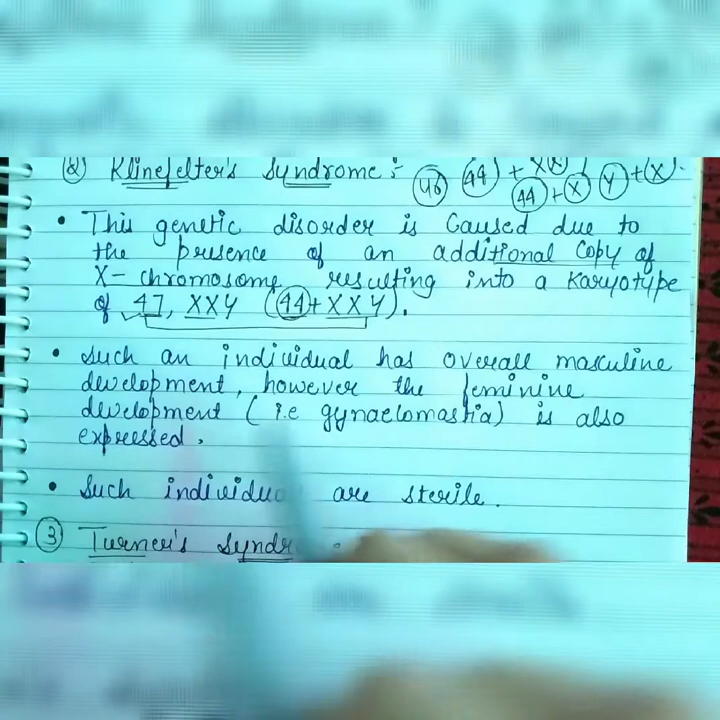 ② Klinefelter's Syndrome :- 46 44 + XX 44 + X Y + X
• This genetic disorder is Caused due to
the presence of an additional Copy of
X- chromosome resulting into a Karyotype
of 47, XXY (44+XXY).
• Such an individual has overall masculine
development, however the feminine
development (i.e gynaecomastia) is also
expressed.
• Such individu are sterile.
③ Turner's Syndr :